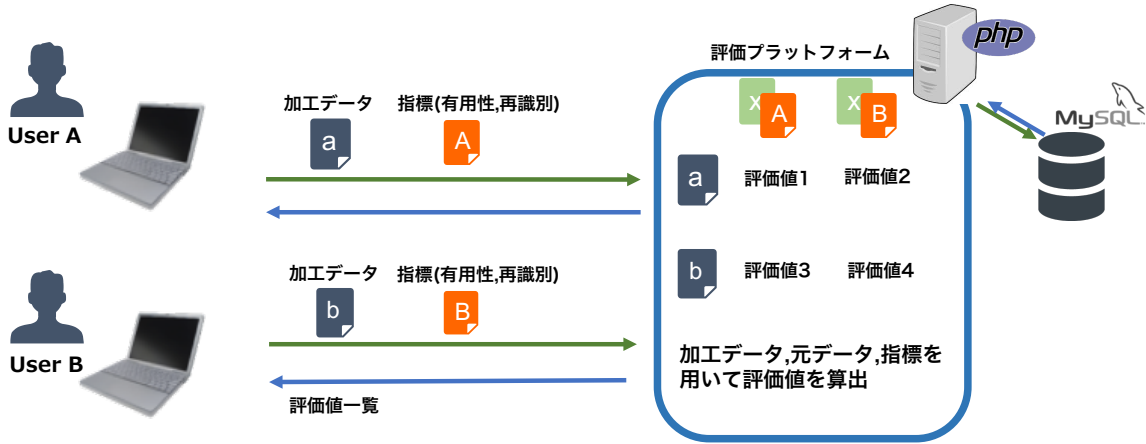 評価プラットフォーム
php
MySQL
X
A
X
B
User A
加工データ
指標(有用性,再識別)
a
A
a
評価値1
評価値2
User B
加工データ
指標(有用性,再識別)
b
B
b
評価値3
評価値4
評価値一覧
加工データ,元データ,指標を
用いて評価値を算出